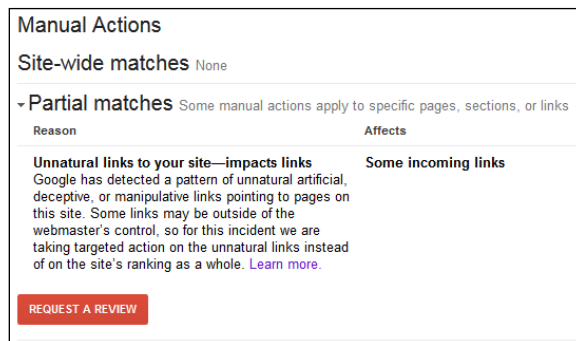 Manual Actions
Site-wide matches None
Partial matches Some manual actions apply to specific pages, sections, or links
Reason Affects
Unnatural links to your site—impacts links Some incoming links
Google has detected a pattern of unnatural artificial,
deceptive, or manipulative links pointing to pages on
this site. Some links may be outside of the
webmaster's control, so for this incident we are
taking targeted action on the unnatural links instead
of on the site's ranking as a whole. Learn more.
REQUEST A REVIEW